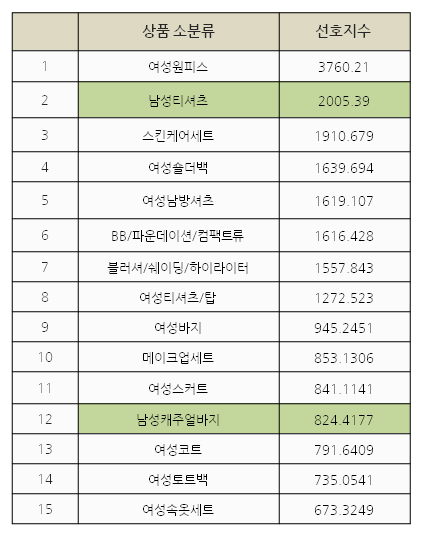 상품 소분류 선호지수
1 여성원피스 3760.21
2 남성티셔츠 2005.39
3 스킨케어세트 1910.679
4 여성숄더백 1639.694
5 여성남방셔츠 1619.107
6 BB/파운데이션/컴팩트류 1616.428
7 블러셔/쉐이딩/하이라이터 1557.843
8 여성티셔츠/탑 1272.523
9 여성바지 945.2451
10 메이크업세트 853.1306
11 여성스커트 841.1141
12 남성캐주얼바지 824.4177
13 여성코트 791.6409
14 여성토트백 735.0541
15 여성속옷세트 673.3249